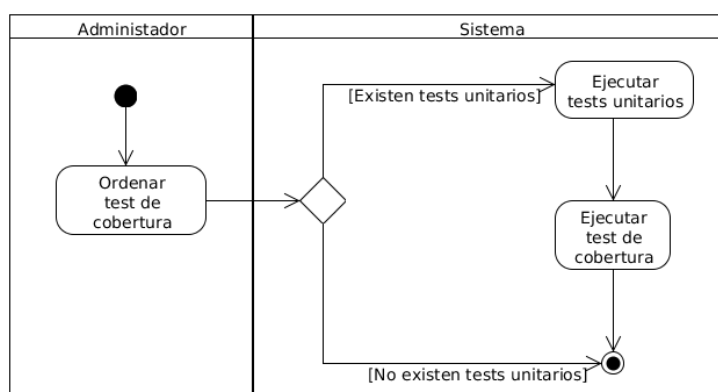 Administador
Sistema
Ordenar
test de
cobertura
[Existen tests unitarios]
Ejecutar
tests unitarios
Ejecutar
test de
cobertura
[No existen tests unitarios]